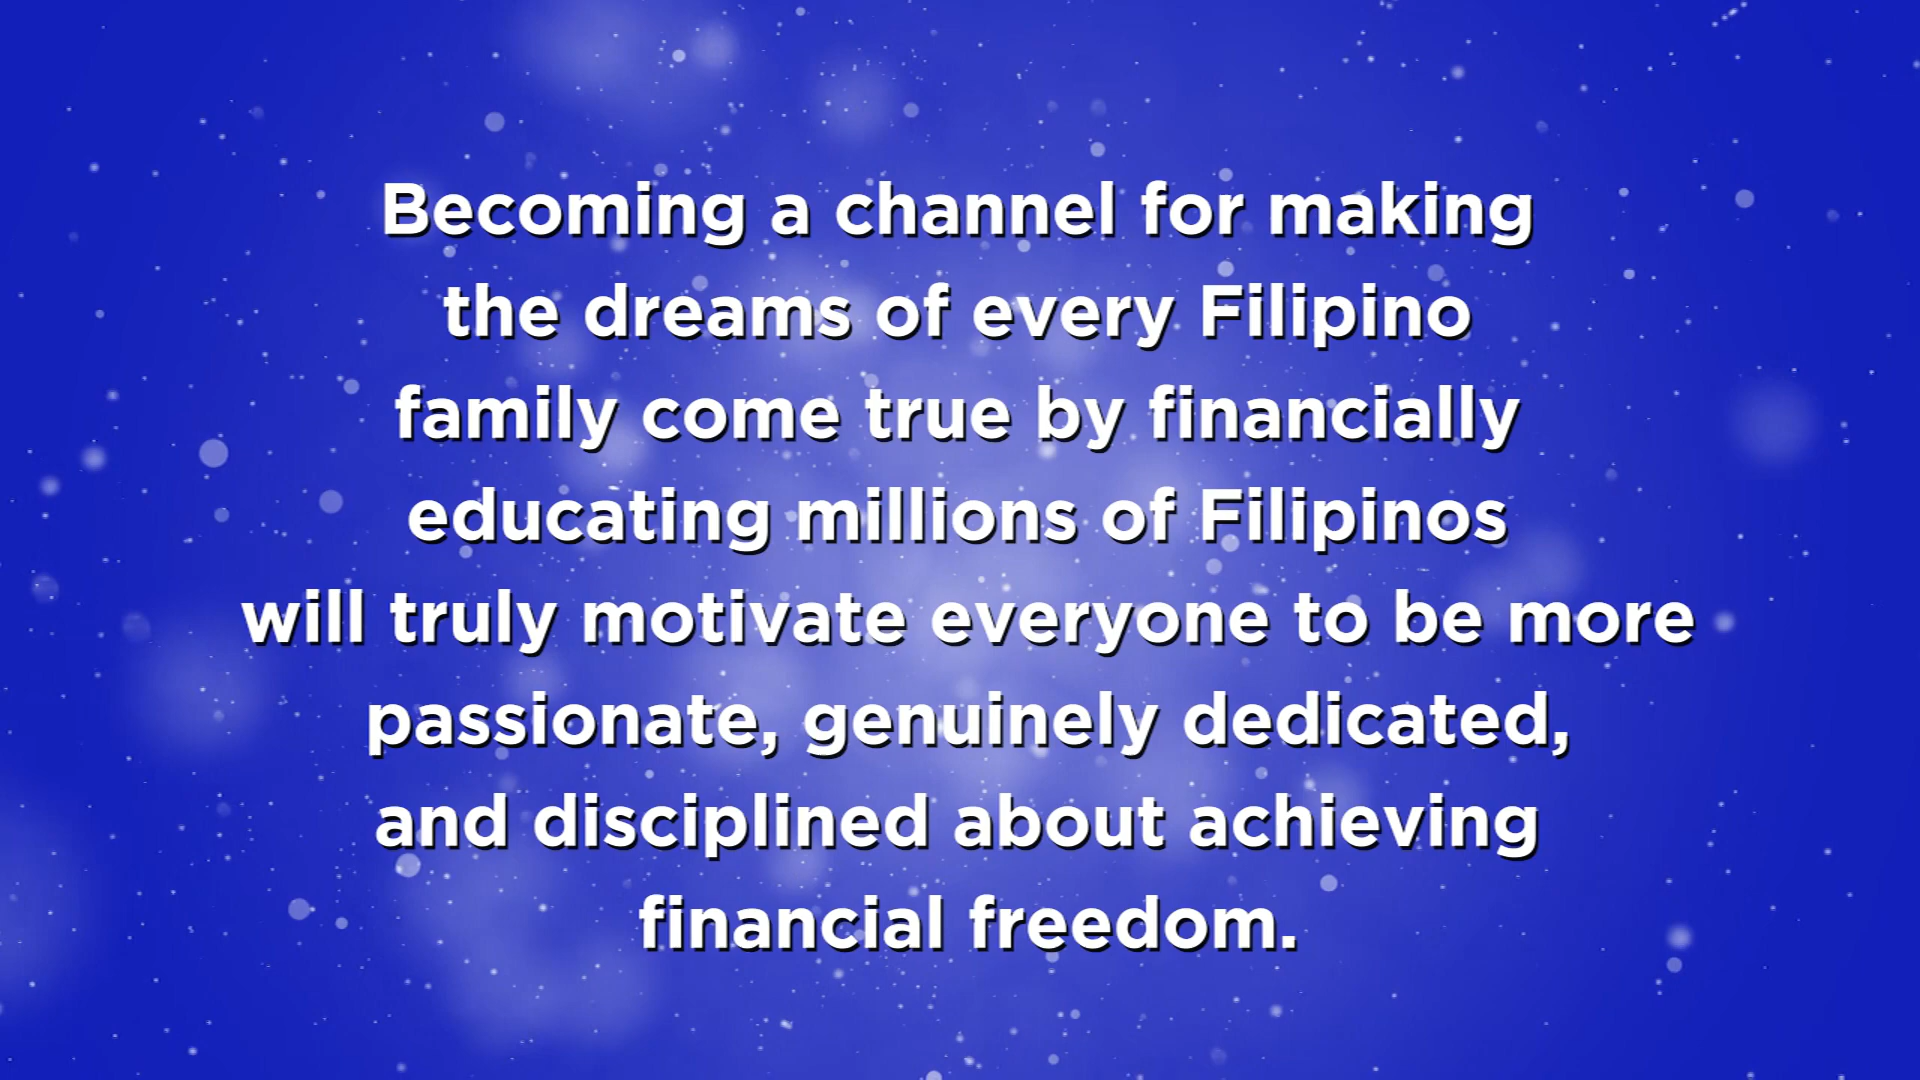 Becoming a channel for making
the dreams of every Filipino
family come true by financially
educating millions of Filipinos
will truly motivate everyone to be more
passionate, genuinely dedicated,
and disciplined about achieving
financial freedom.